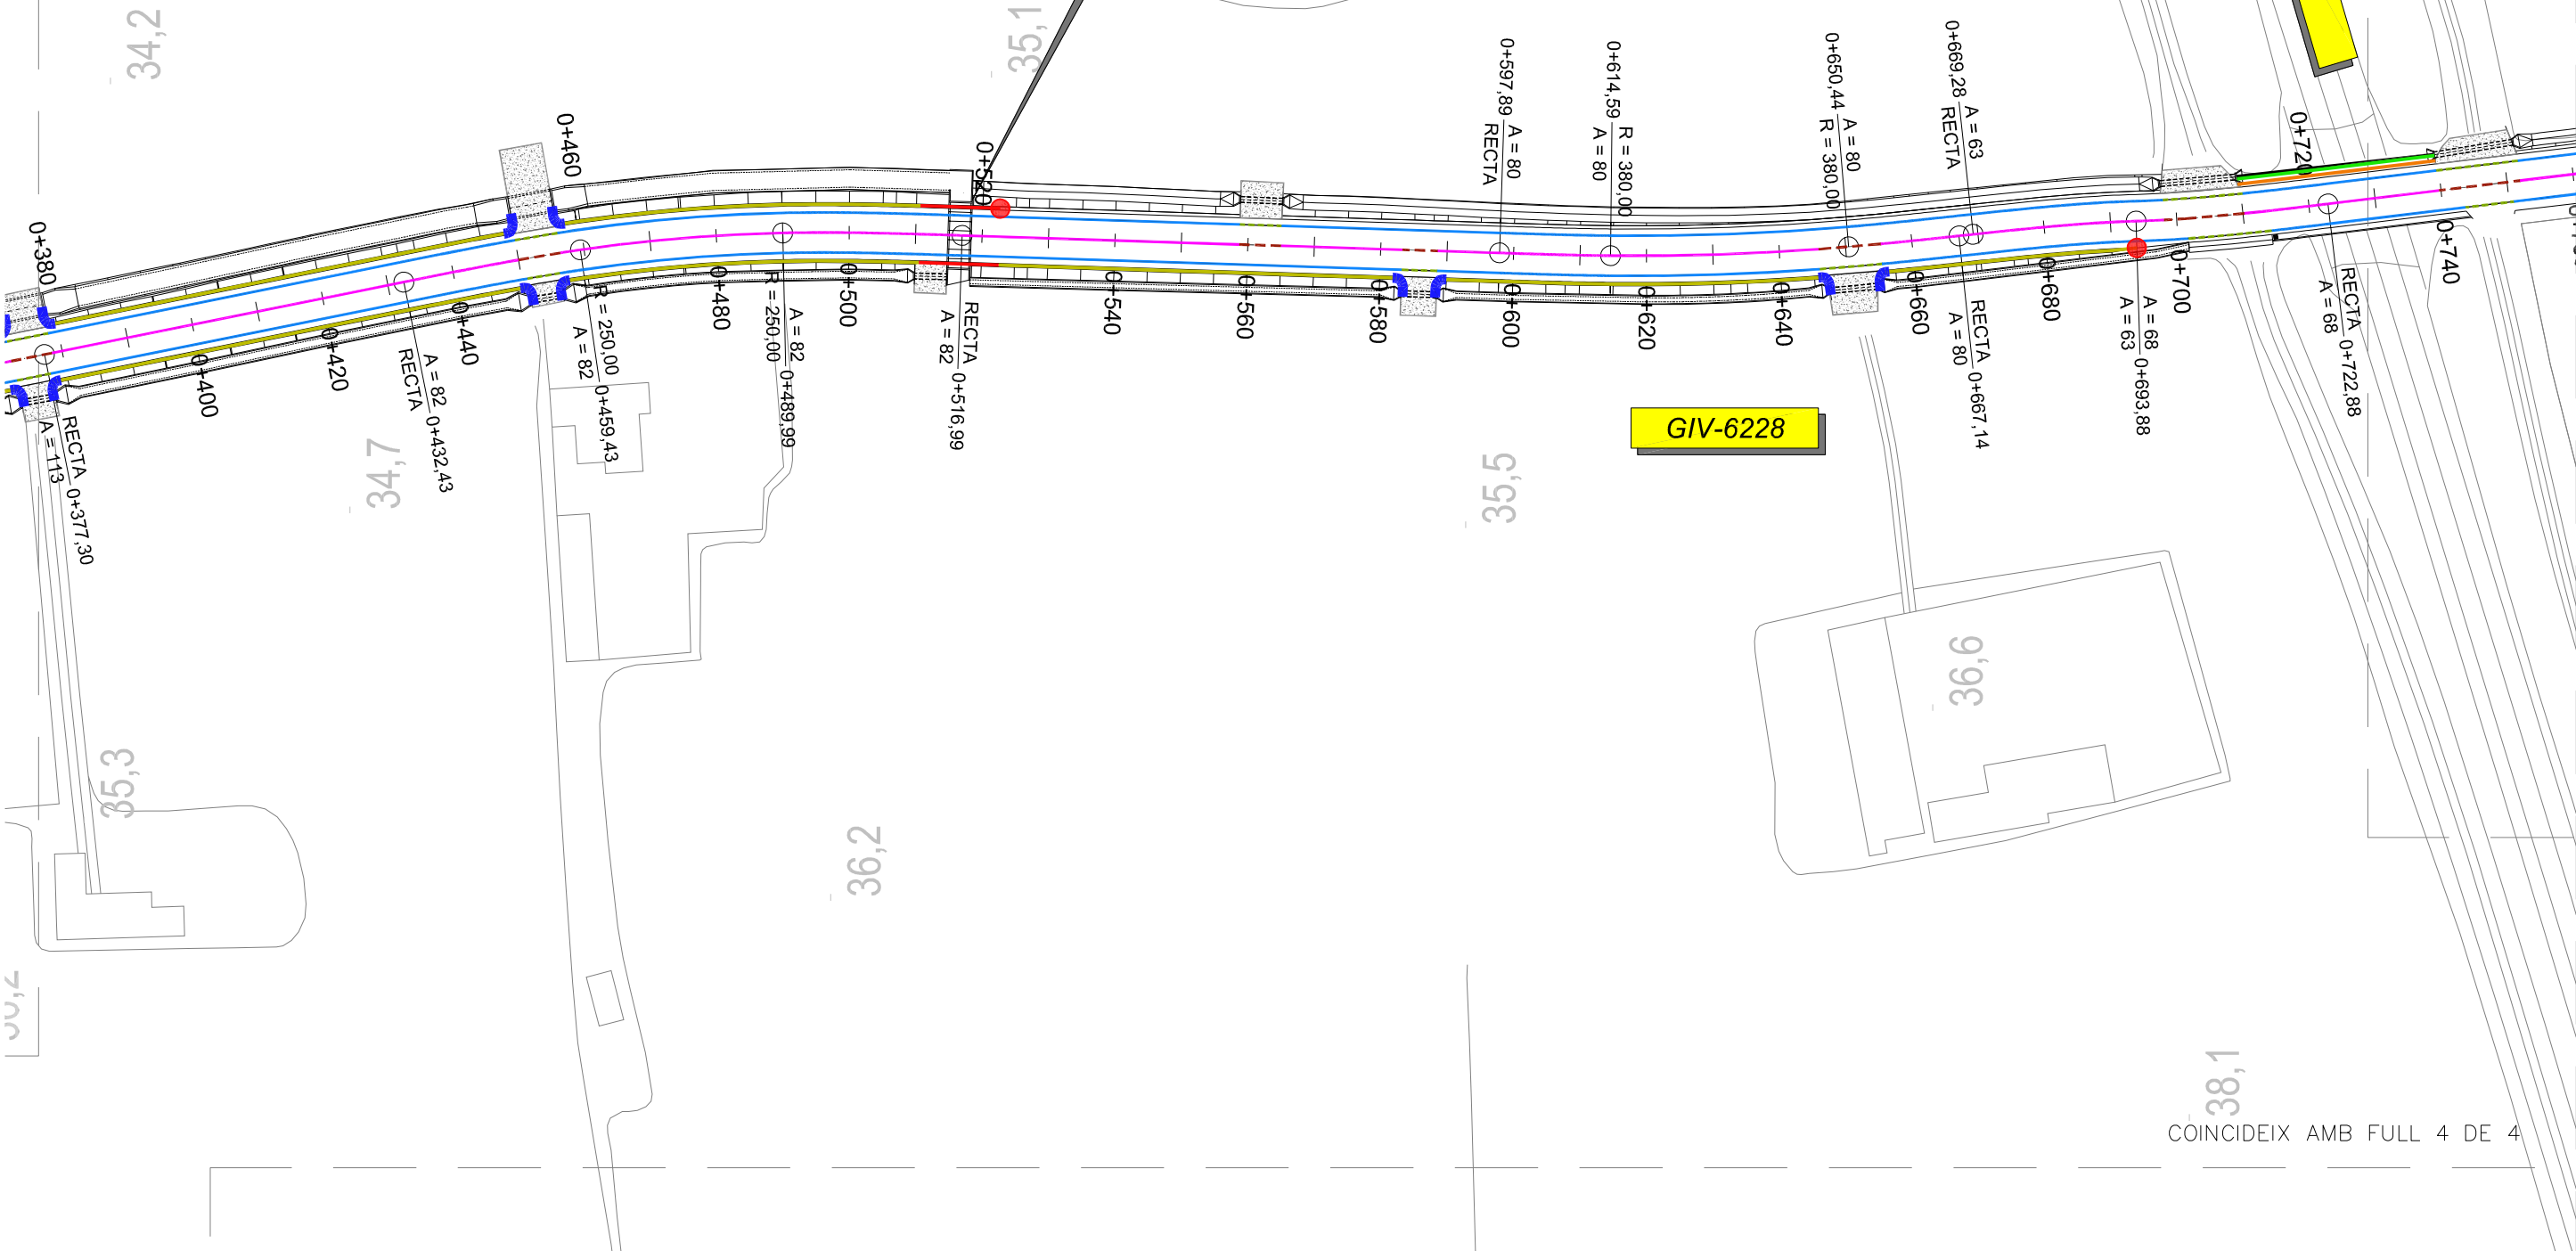 34,2
35,1
0+380
0+460
0+520
0+597,89
A = 80
RECTA
0+614,59
R = 380,00
A = 80
0+650,44
A = 80
R = 380,00
0+669,28
A = 63
RECTA
0+720
0+400
0+420
0+440
0+480
0+500
0+540
0+560
0+580
0+600
0+620
0+640
0+660
0+680
0+700
0+740
RECTA
A = 113
0+377,30
A = 82
RECTA
0+432,43
R = 250,00
A = 82
0+459,43
A = 82
R = 250,00
0+489,99
RECTA
A = 82
0+516,99
RECTA
A = 80
0+667,14
A = 68
A = 63
0+693,88
RECTA
A = 68
0+722,88
GIV-6228
34,7
35,5
35,3
36,2
36,6
38,1
COINCIDEIX AMB FULL 4 DE 4